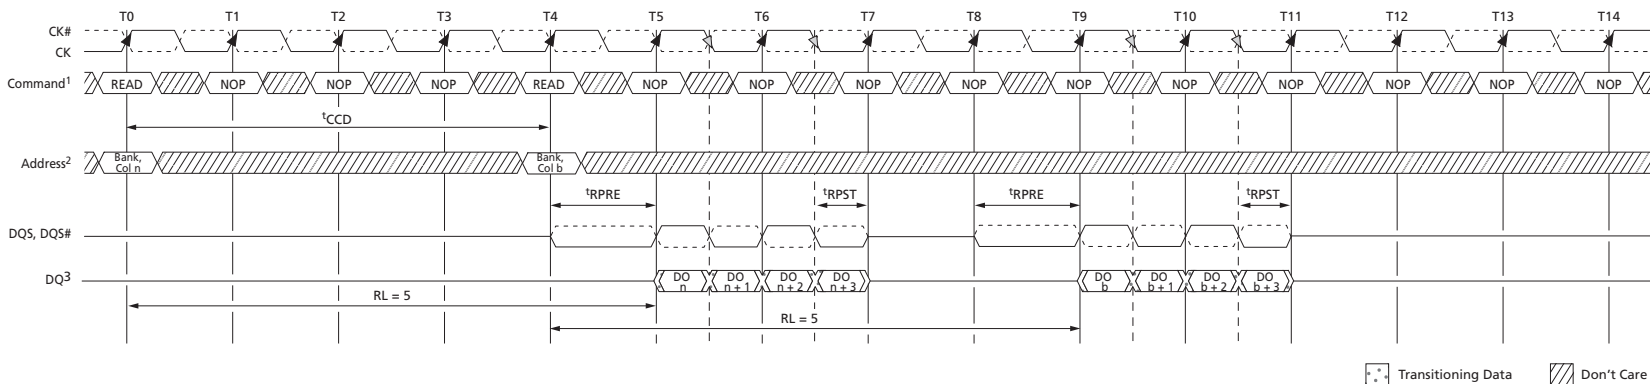 T0 T1 T2 T3 T4 T5 T6 T7 T8 T9 T10 T11 T12 T13 T14
CK#
CK
Command¹ READ NOP NOP NOP READ NOP NOP NOP NOP NOP NOP NOP NOP NOP NOP
ᵗCCD
Address² Bank, Col n Bank, Col b
ᵗRPRE ᵗRPST ᵗRPRE ᵗRPST
DQS, DQS#
DQ³ DO n DO n + 1 DO n + 2 DO n + 3 DO b DO b + 1 DO b + 2 DO b + 3
RL = 5
RL = 5
Transitioning Data Don't Care